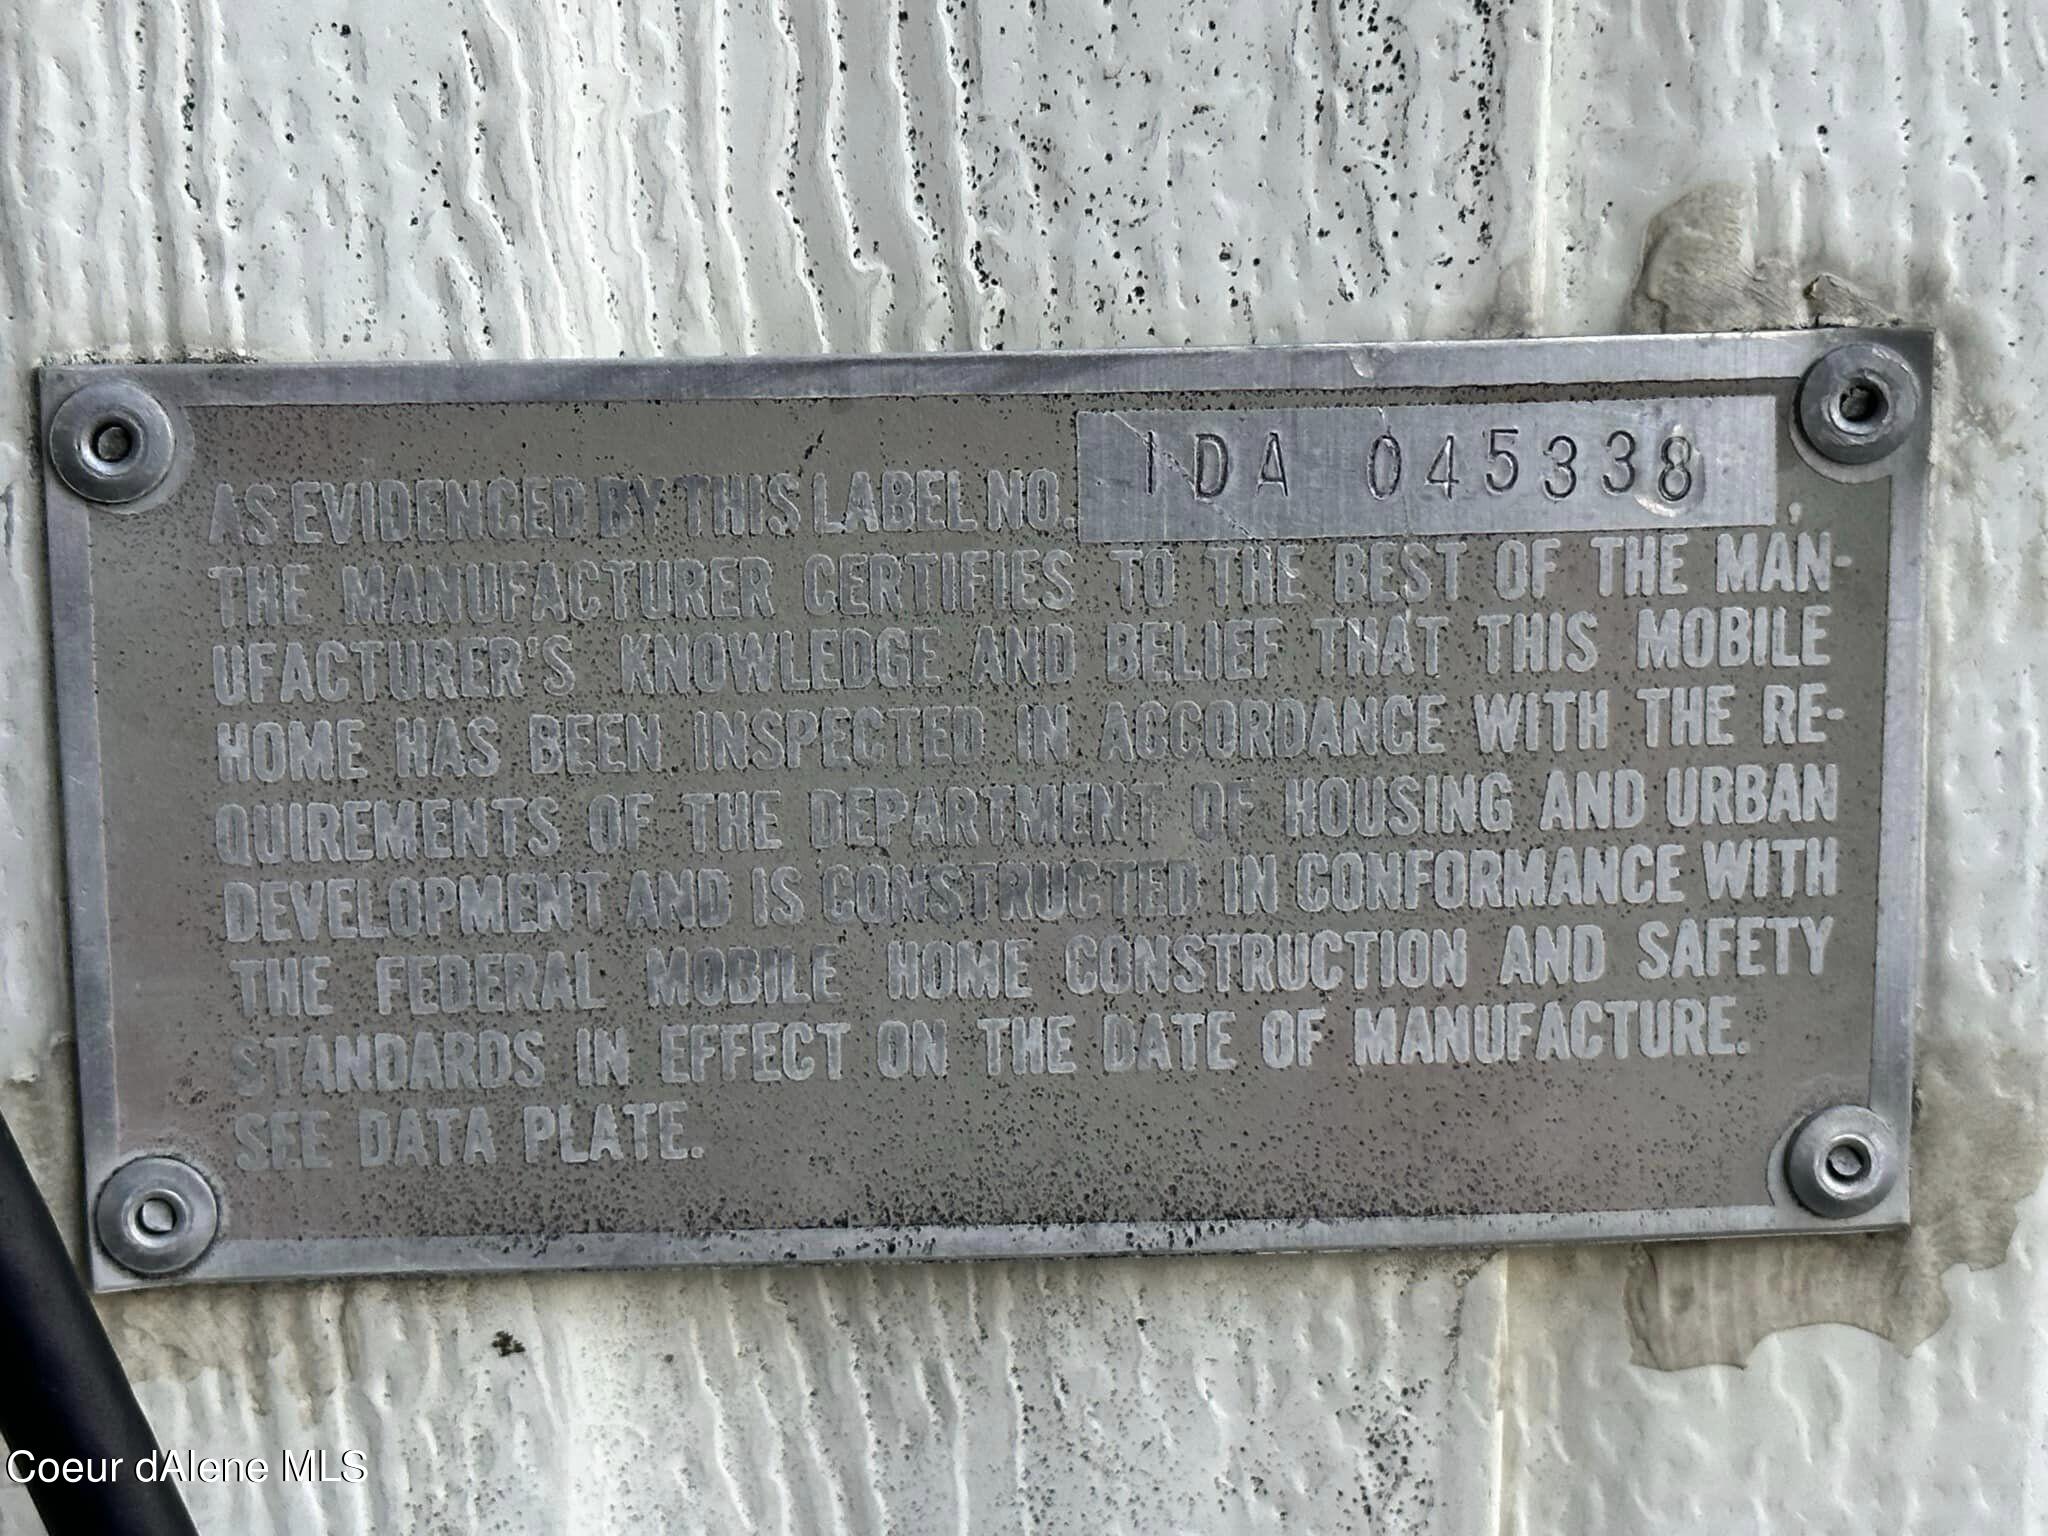 AS EVIDENCED BY THIS LABEL NO. IDA 045338,
THE MANUFACTURER CERTIFIES TO THE BEST OF THE MAN-
UFACTURER'S KNOWLEDGE AND BELIEF THAT THIS MOBILE
HOME HAS BEEN INSPECTED IN ACCORDANCE WITH THE RE-
QUIREMENTS OF THE DEPARTMENT OF HOUSING AND URBAN
DEVELOPMENT AND IS CONSTRUCTED IN CONFORMANCE WITH
THE FEDERAL MOBILE HOME CONSTRUCTION AND SAFETY
STANDARDS IN EFFECT ON THE DATE OF MANUFACTURE.
SEE DATA PLATE.
Coeur dAlene MLS